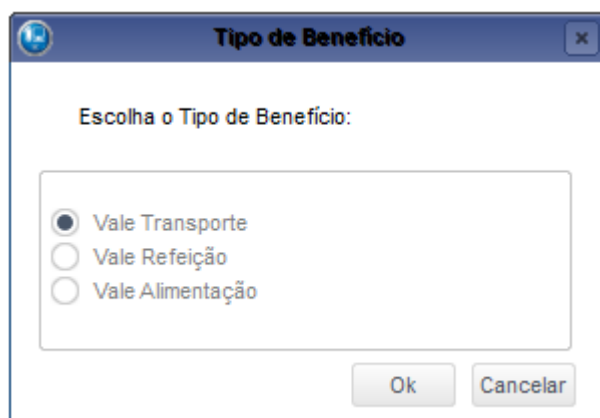 Tipo de Benefício
Escolha o Tipo de Benefício:
Vale Transporte
Vale Refeição
Vale Alimentação
Ok Cancelar